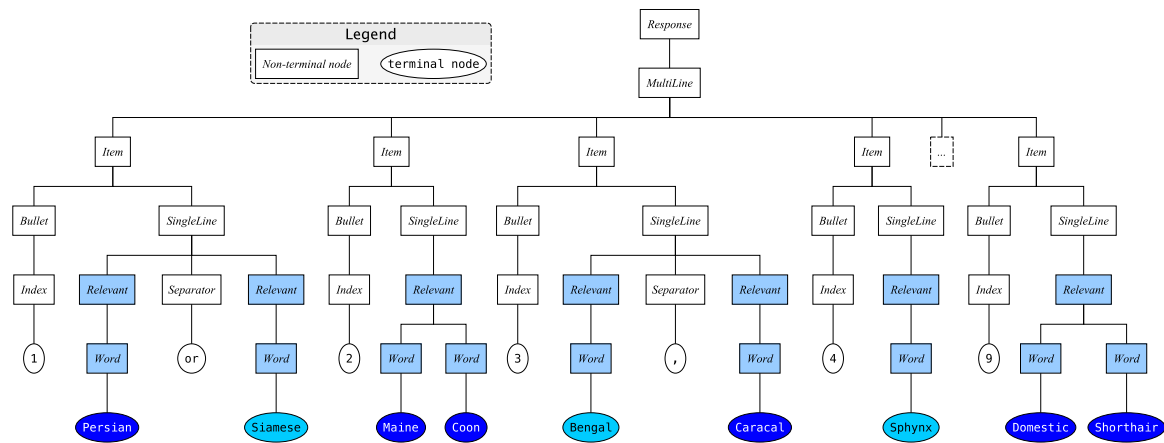 Response
Legend
Non-terminal node terminal node
MultiLine
Item Item Item Item ... Item
Bullet SingleLine Bullet SingleLine Bullet SingleLine Bullet SingleLine Bullet SingleLine
Index Relevant Separator Relevant Index Relevant Index Relevant Separator Relevant Index Relevant Index Relevant
1 Word or Word 2 Word Word 3 Word , Word 4 Word 9 Word Word
Persian Siamese Maine Coon Bengal Caracal Sphynx Domestic Shorthair